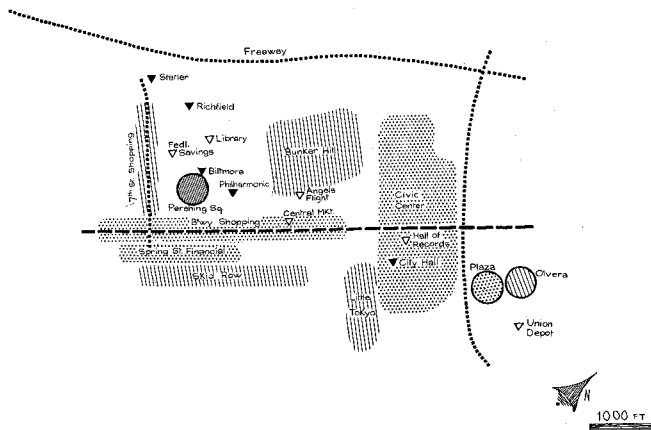 Freeway
Statler
Richfield
7th St. Shopping
Library
Fedl.
Savings
Bunker Hill
Biltmore
Philharmonic
Angels
Flight
Pershing Sq.
Civic
Center
B'wy Shopping
Central Mkt.
Hall of
Records
Spring St. Financial
City Hall
Skid Row
Plaza
Olvera
Little
Tokyo
Union
Depot
N
1000 FT